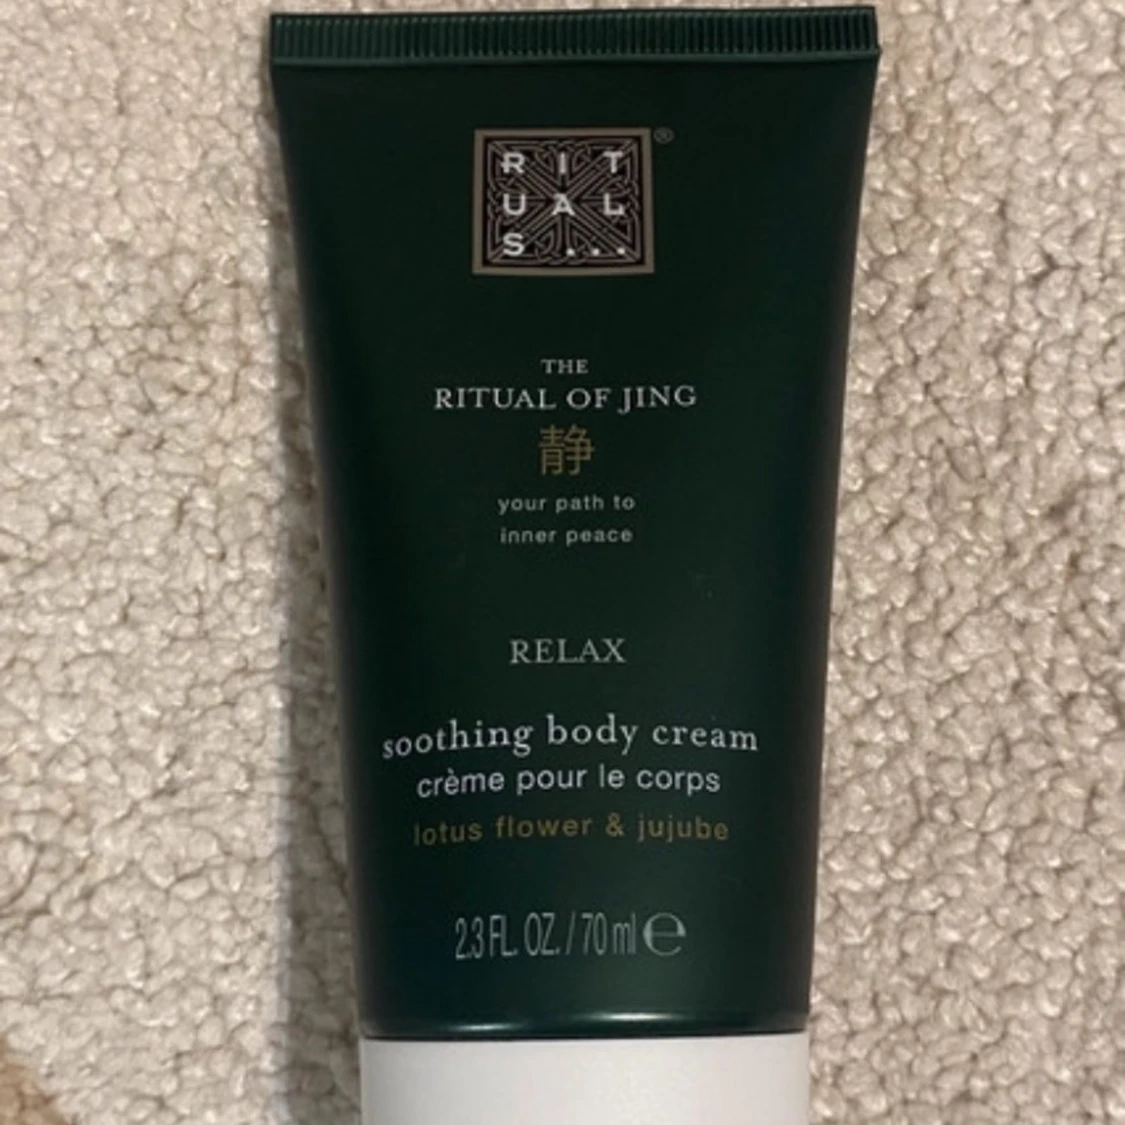 RIT
UAL
S...
®
THE
RITUAL OF JING
静
your path to
inner peace
RELAX
soothing body cream
crème pour le corps
lotus flower & jujube
2.3 FL. OZ. / 70 ml ℮